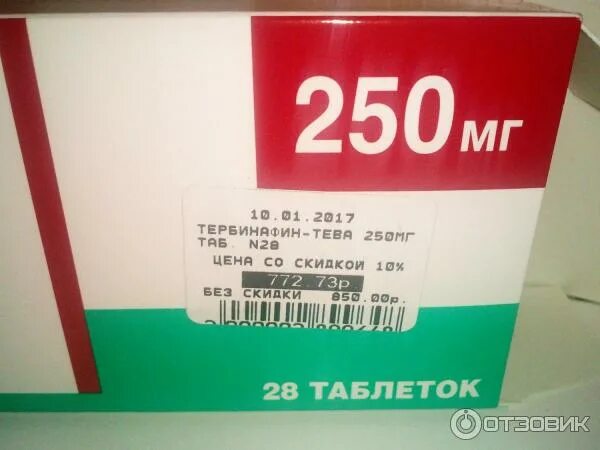 250 мг
10.01.2017
ТЕРБИНАФИН-ТЕВА 250МГ
ТАБ. N28
ЦЕНА СО СКИДКОЙ 10%
772.73р.
БЕЗ СКИДКИ 850.00р.
28 ТАБЛЕТОК
ОТЗОВИК